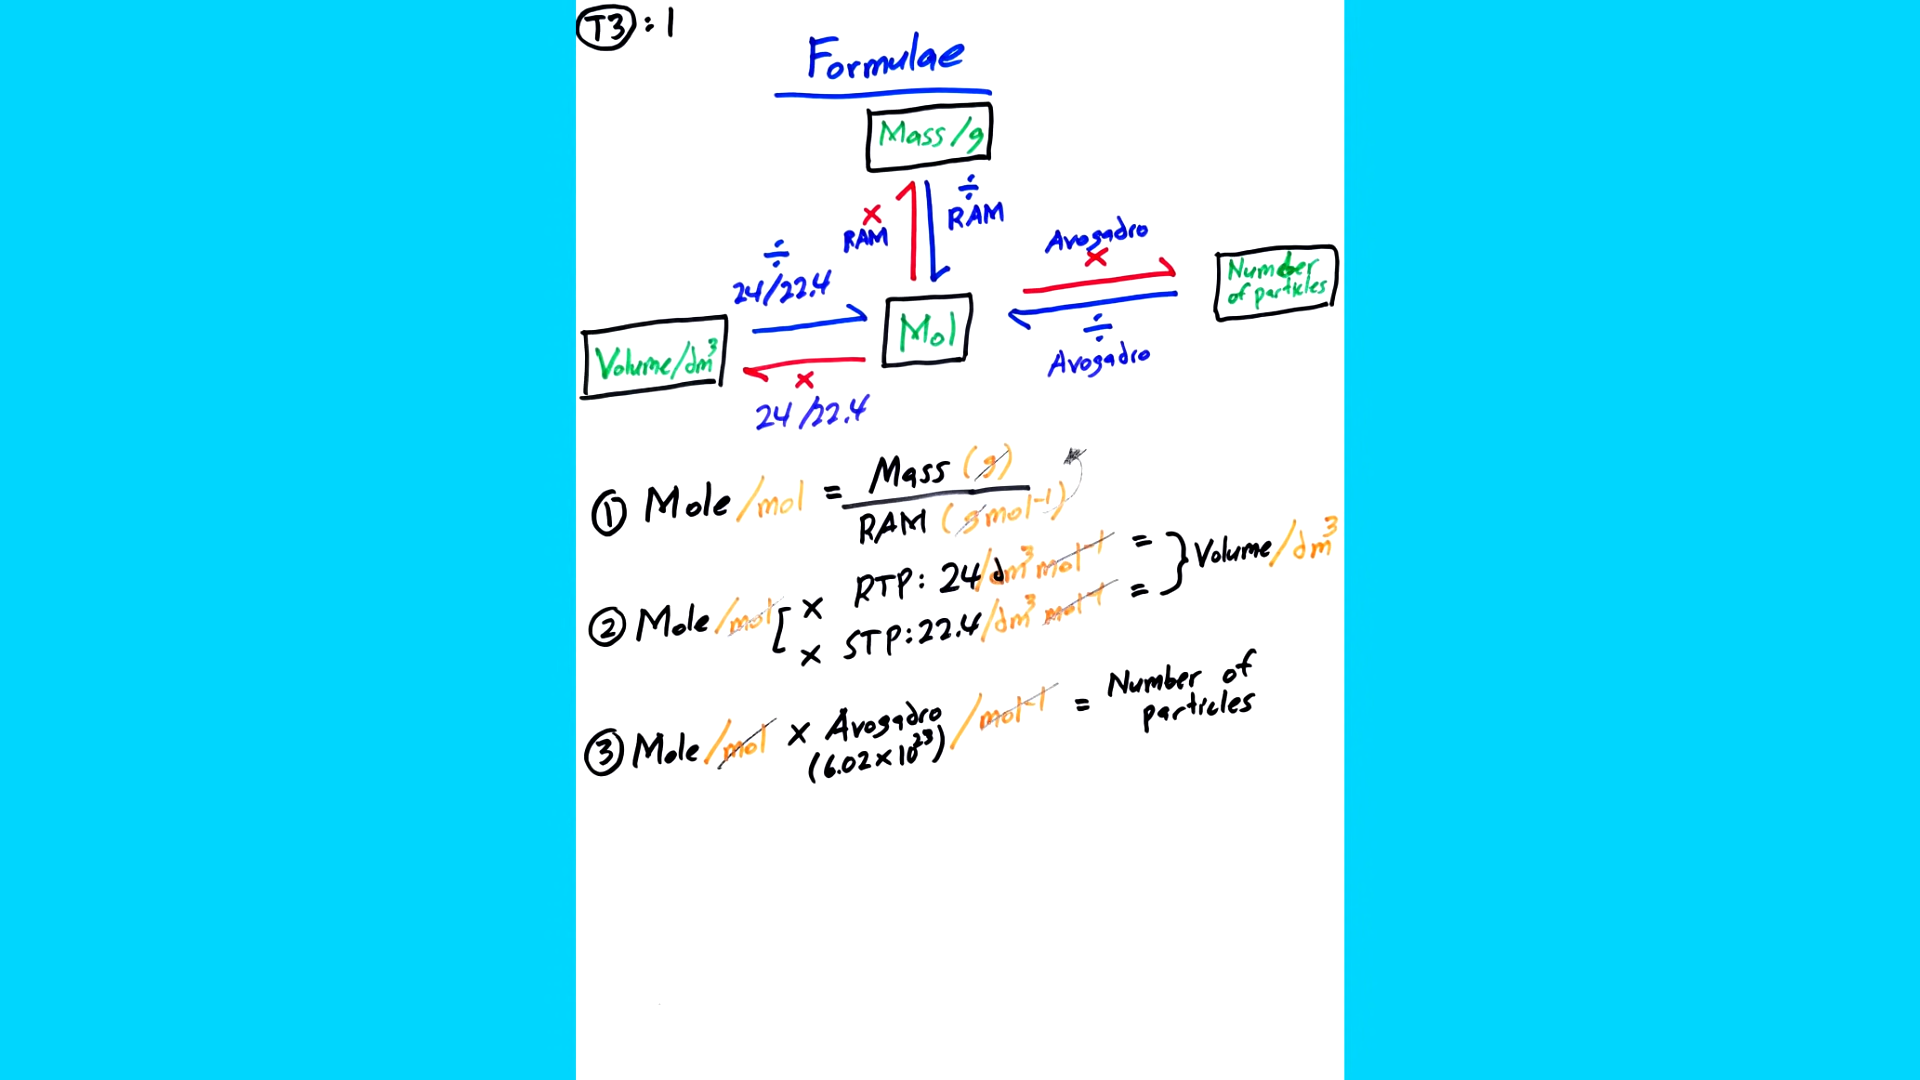 T3 : 1
Formulae
Mass/g
÷
RAM
×
RAM
Avogadro
×
÷
24/22.4
Number
of particles
Mol
÷
Avogadro
Volume/dm³
×
24/22.4
① Mole/mol = Mass (g)
RAM (g mol⁻¹)
② Mole/mol [ × RTP: 24/dm³ mol⁻¹ = } Volume/dm³
× STP: 22.4/dm³ mol⁻¹ =
③ Mole/mol × Avogadro /mol⁻¹ = Number of
particles
(6.02×10²³)